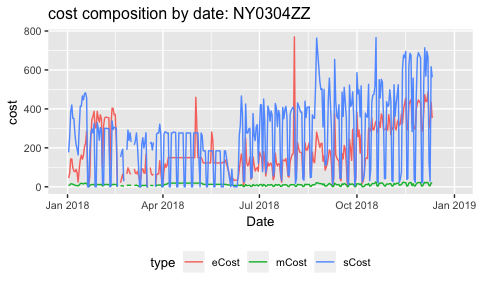 cost composition by date: NY0304ZZ
800
600
400
200
0
cost
Jan 2018 Apr 2018 Jul 2018 Oct 2018 Jan 2019
Date
type eCost mCost sCost